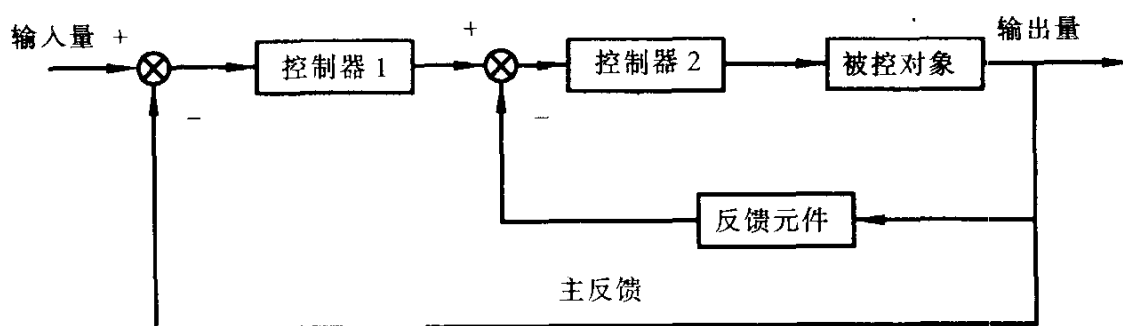 输入量 +
控制器 1
+
控制器 2
被控对象
输出量
−
−
反馈元件
主反馈